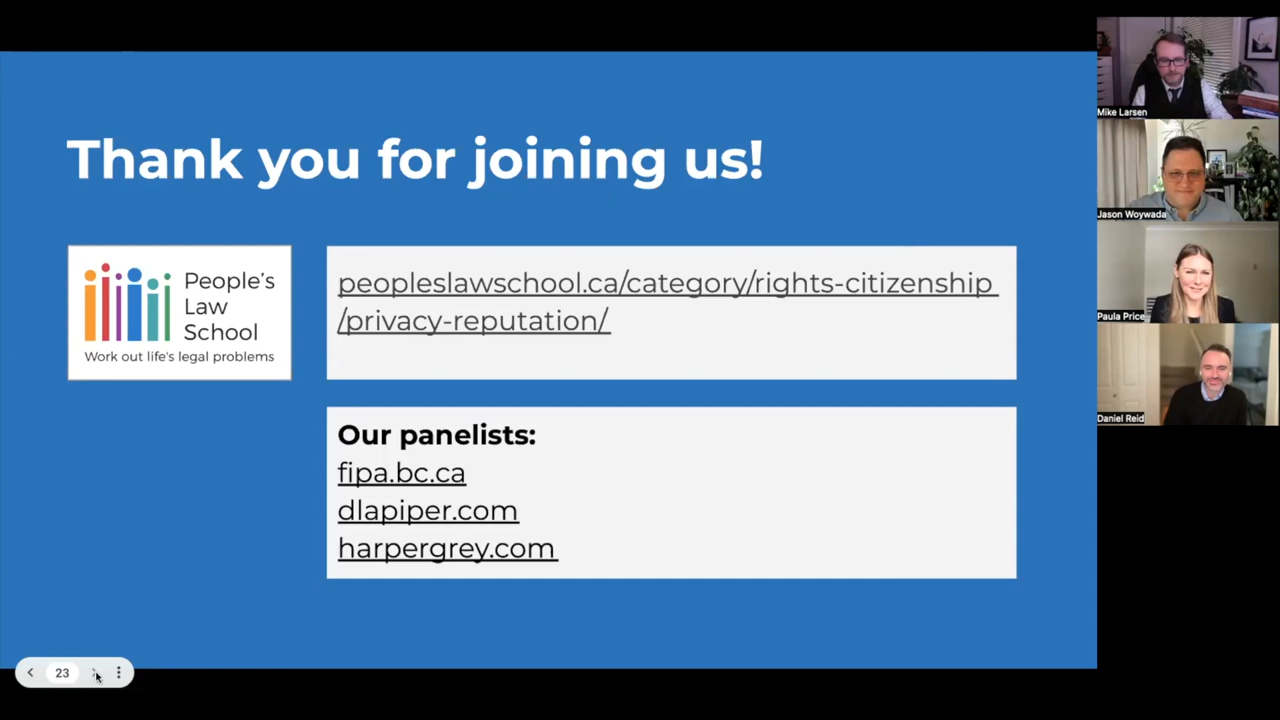 Thank you for joining us!
People's
Law
School
Work out life's legal problems
peopleslawschool.ca/category/rights-citizenship
/privacy-reputation/
Our panelists:
fipa.bc.ca
dlapiper.com
harpergrey.com
23
Mike Larsen
Jason Woywada
Paula Price
Daniel Reid